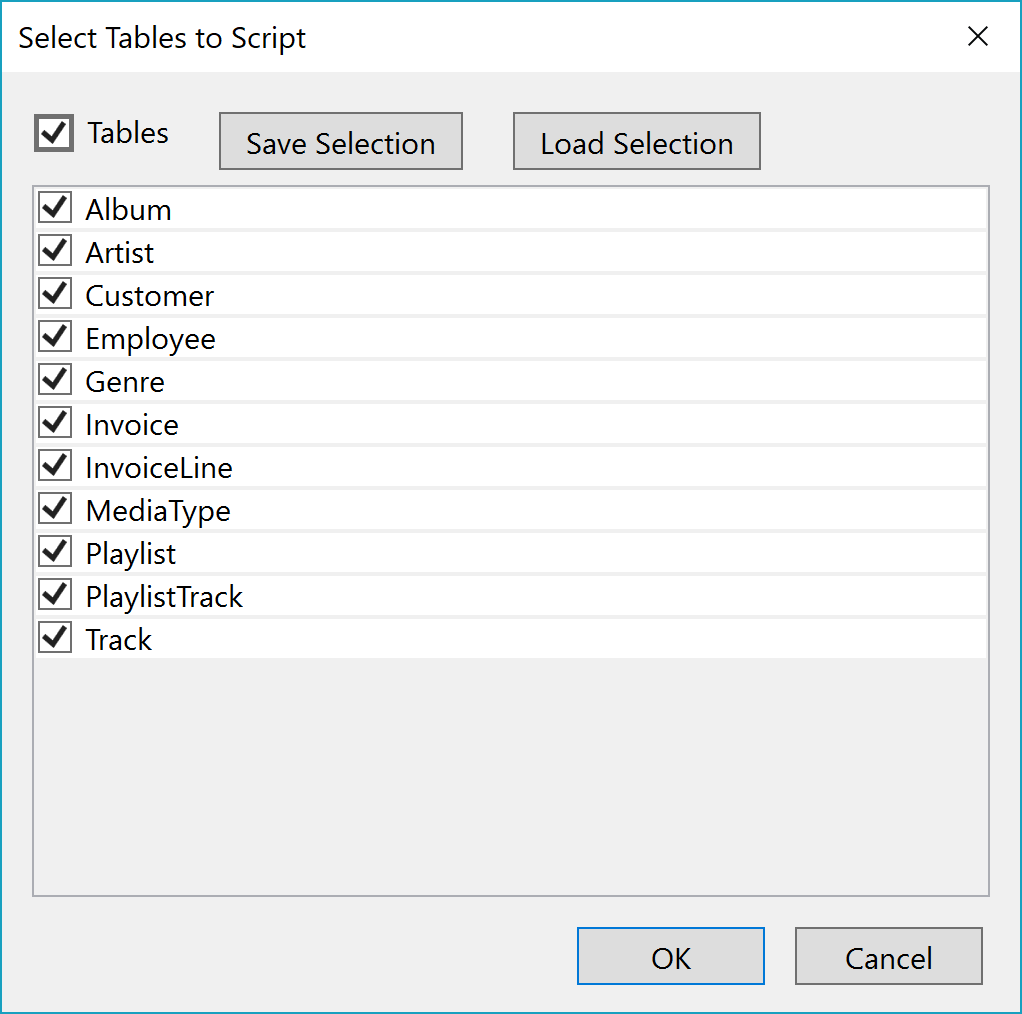 Select Tables to Script
Tables
Save Selection
Load Selection
Album
Artist
Customer
Employee
Genre
Invoice
InvoiceLine
MediaType
Playlist
PlaylistTrack
Track
OK
Cancel